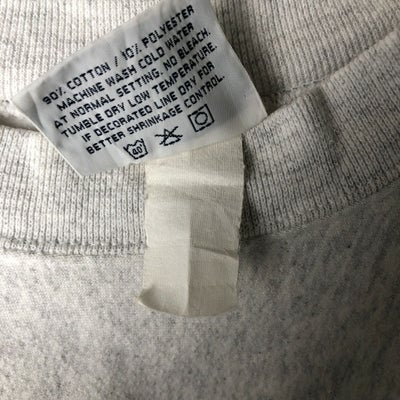 90% COTTON / 10% POLYESTER
MACHINE WASH COLD WATER
AT NORMAL SETTING. NO BLEACH.
TUMBLE DRY LOW TEMPERATURE.
IF DECORATED LINE DRY FOR
BETTER SHRINKAGE CONTROL.
40°